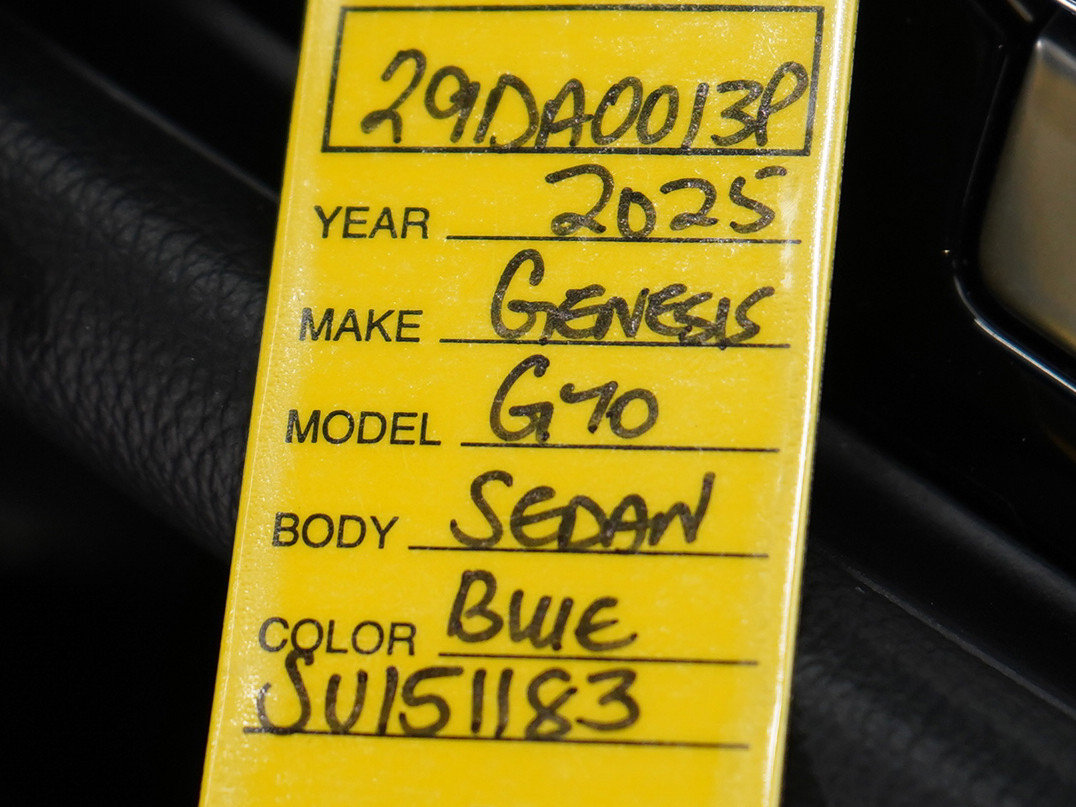 29DA0013P
YEAR 2025
MAKE GENESIS
MODEL G70
BODY SEDAN
COLOR BLUE
SU151183